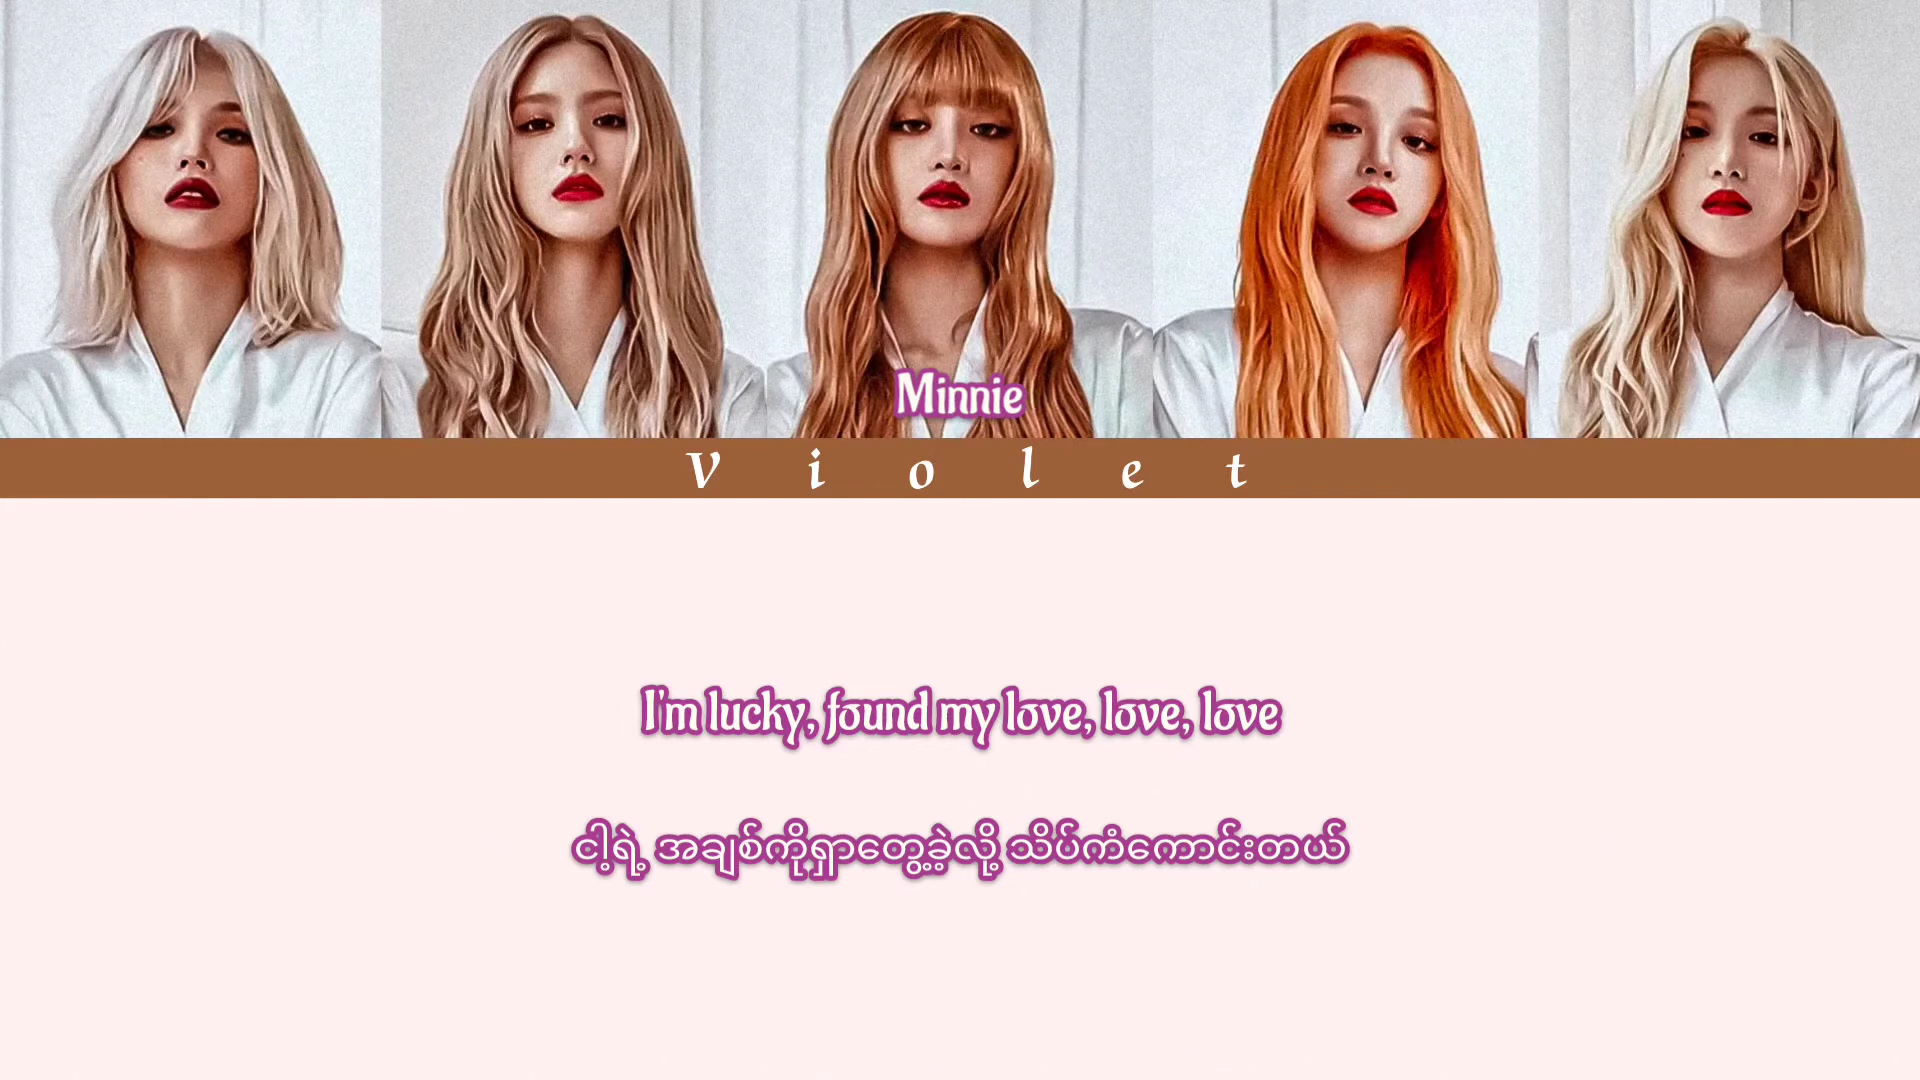 Minnie
Violet
I'm lucky, found my love, love, love
ငါ့ရဲ့ အချစ်ကိုရှာတွေ့ခဲ့လို့ သိပ်ကံကောင်းတယ်